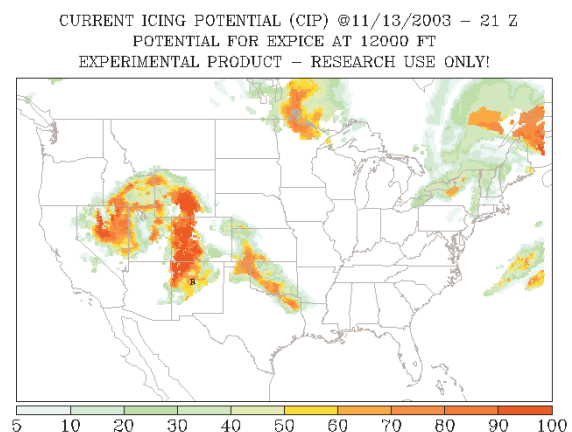 CURRENT ICING POTENTIAL (CIP) @11/13/2003 – 21 Z
POTENTIAL FOR EXPICE AT 12000 FT
EXPERIMENTAL PRODUCT – RESEARCH USE ONLY!
R
5 10 20 30 40 50 60 70 80 90 100